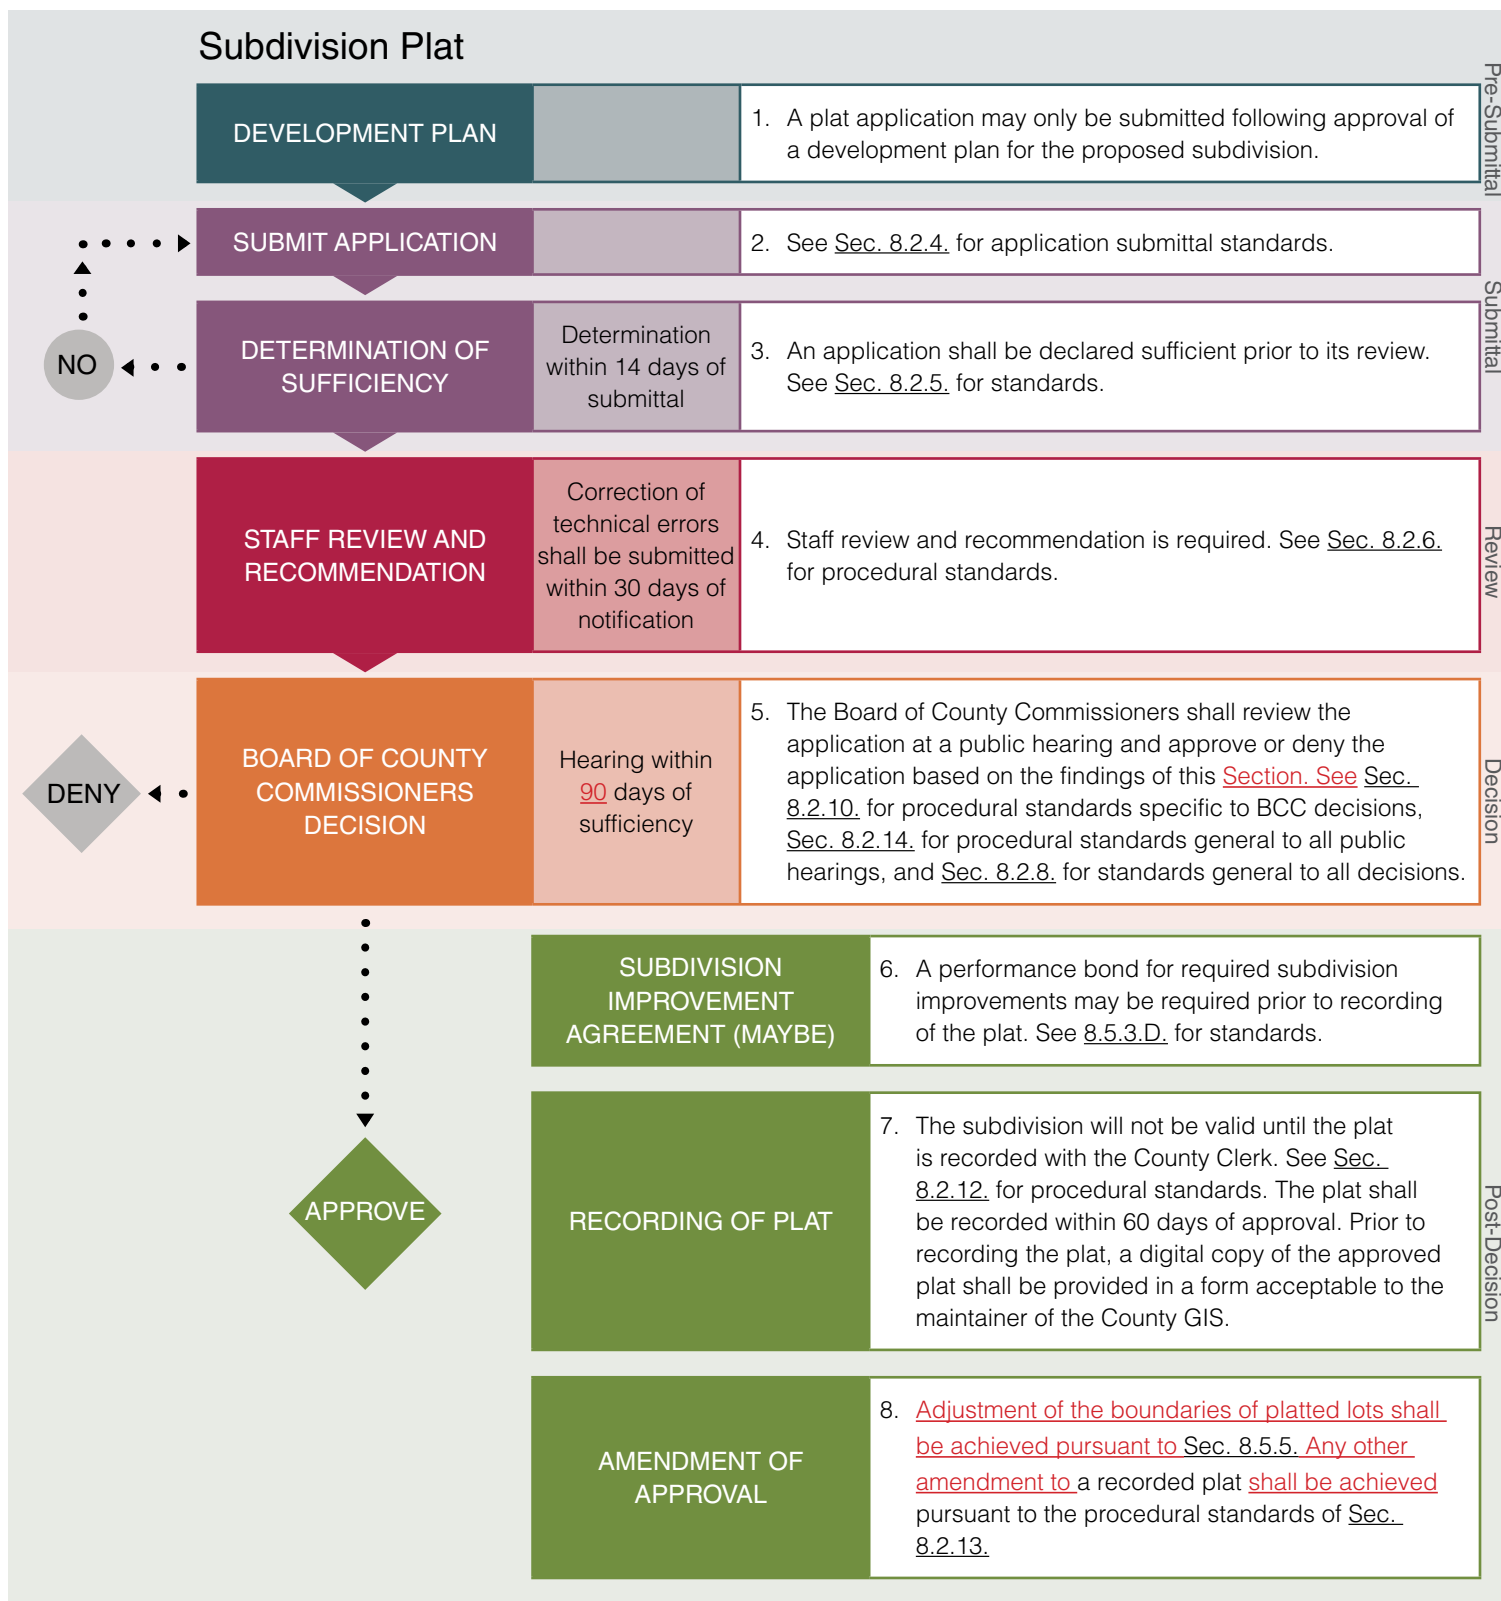 Subdivision Plat
Pre-Submittal
DEVELOPMENT PLAN
1. A plat application may only be submitted following approval of
a development plan for the proposed subdivision.
Submittal
SUBMIT APPLICATION
2. See Sec. 8.2.4. for application submittal standards.
NO
DETERMINATION OF
SUFFICIENCY
Determination
within 14 days of
submittal
3. An application shall be declared sufficient prior to its review.
See Sec. 8.2.5. for standards.
Review
STAFF REVIEW AND
RECOMMENDATION
Correction of
technical errors
shall be submitted
within 30 days of
notification
4. Staff review and recommendation is required. See Sec. 8.2.6.
for procedural standards.
Decision
DENY
BOARD OF COUNTY
COMMISSIONERS
DECISION
Hearing within
90 days of
sufficiency
5. The Board of County Commissioners shall review the
application at a public hearing and approve or deny the
application based on the findings of this Section. See Sec.
8.2.10. for procedural standards specific to BCC decisions,
Sec. 8.2.14. for procedural standards general to all public
hearings, and Sec. 8.2.8. for standards general to all decisions.
Post-Decision
APPROVE
SUBDIVISION
IMPROVEMENT
AGREEMENT (MAYBE)
6. A performance bond for required subdivision
improvements may be required prior to recording
of the plat. See 8.5.3.D. for standards.
RECORDING OF PLAT
7. The subdivision will not be valid until the plat
is recorded with the County Clerk. See Sec.
8.2.12. for procedural standards. The plat shall
be recorded within 60 days of approval. Prior to
recording the plat, a digital copy of the approved
plat shall be provided in a form acceptable to the
maintainer of the County GIS.
AMENDMENT OF
APPROVAL
8. Adjustment of the boundaries of platted lots shall
be achieved pursuant to Sec. 8.5.5. Any other
amendment to a recorded plat shall be achieved
pursuant to the procedural standards of Sec.
8.2.13.